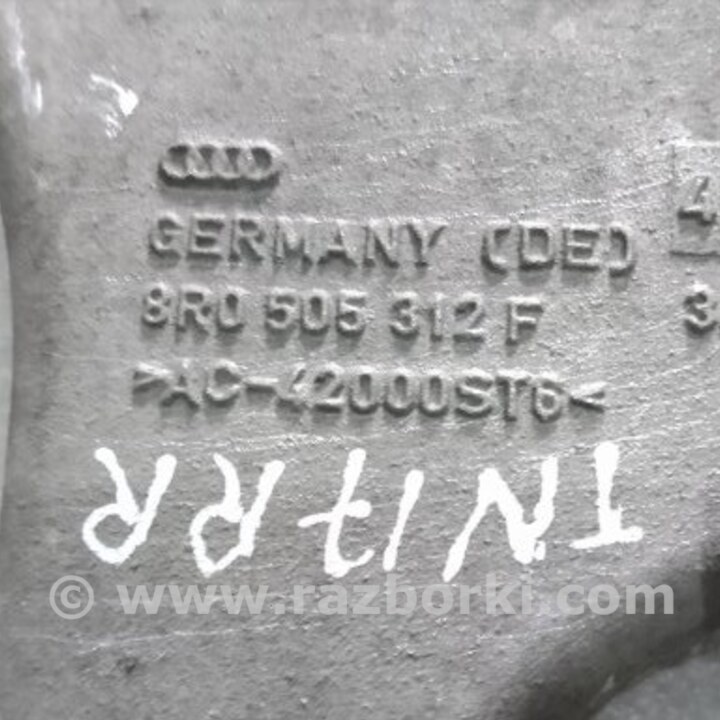 GERMANY (DE)
8R0 505 312 F
>AC-42000ST6<
TN17RR
© www.razborki.com